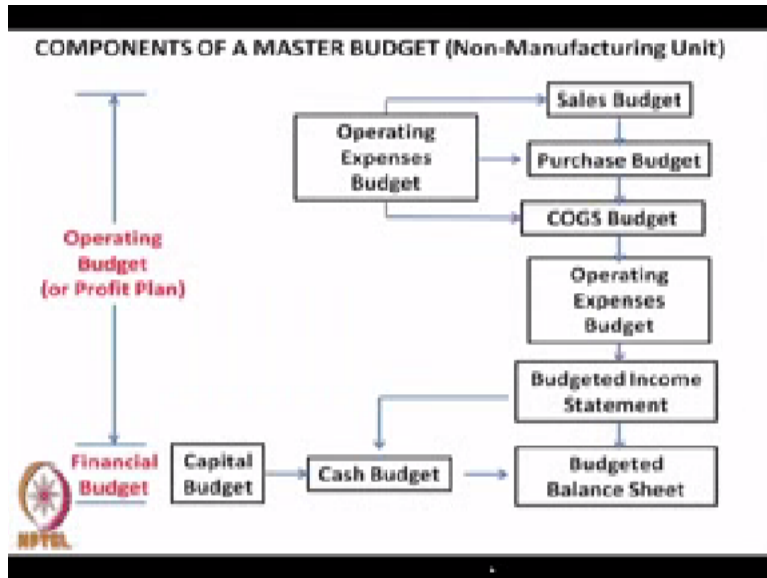 COMPONENTS OF A MASTER BUDGET (Non-Manufacturing Unit)
Sales Budget
Operating
Expenses
Budget
Purchase Budget
COGS Budget
Operating
Budget
(or Profit Plan)
Operating
Expenses
Budget
Budgeted Income
Statement
Financial
Budget
Capital
Budget
Cash Budget
Budgeted
Balance Sheet
NPTEL